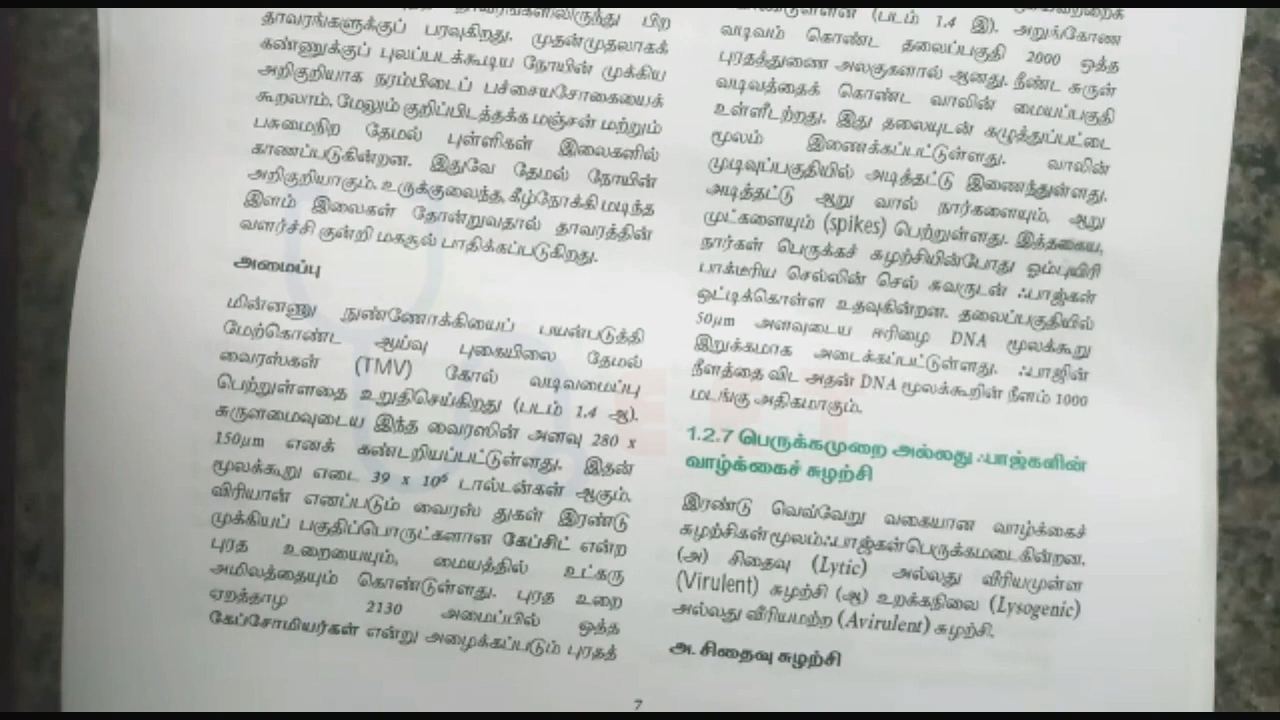 தாவரங்களிலிருந்து பிற
தாவரங்களுக்குப் பரவுகிறது. முதன்முதலாகக்
கண்ணுக்குப் புலப்படக்கூடிய நோயின் முக்கிய
அறிகுறியாக நரம்பிடைப் பச்சையசோகையைக்
கூறலாம். மேலும் குறிப்பிடத்தக்க மஞ்சள் மற்றும்
பசுமைநிற தேமல் புள்ளிகள் இலைகளில்
காணப்படுகின்றன. இதுவே தேமல் நோயின்
அறிகுறியாகும். உருக்குலைந்த, கீழ்நோக்கி மடிந்த
இளம் இலைகள் தோன்றுவதால் தாவரத்தின்
வளர்ச்சி குன்றி மகசூல் பாதிக்கப்படுகிறது.
அமைப்பு
மின்னணு நுண்ணோக்கியைப் பயன்படுத்தி
மேற்கொண்ட ஆய்வு புகையிலை தேமல்
வைரஸ்கள் (TMV) கோல் வடிவமைப்பு
பெற்றுள்ளதை உறுதிசெய்கிறது (படம் 1.4 ஆ).
சுருளமைவுடைய இந்த வைரஸின் அளவு 280 x
150μm எனக் கண்டறியப்பட்டுள்ளது. இதன்
மூலக்கூறு எடை 39 x 10⁶ டால்டன்கள் ஆகும்.
விரியான் எனப்படும் வைரஸ் துகள் இரண்டு
முக்கியப் பகுதிப்பொருட்களான கேப்சிட் என்ற
புரத உறையையும், மையத்தில் உட்கரு
அமிலத்தையும் கொண்டுள்ளது. புரத உறை
ஏறத்தாழ 2130 அமைப்பில் ஒத்த
கேப்சோமியர்கள் என்று அழைக்கப்படும் புரதத்
(படம் 1.4 இ). அறுங்கோண
வடிவம் கொண்ட தலைப்பகுதி 2000 ஒத்த
புரதத்துணை அலகுகளால் ஆனது. நீண்ட சுருள்
வடிவத்தைக் கொண்ட வாலின் மையப்பகுதி
உள்ளீடற்றது. இது தலையுடன் கழுத்துப்பட்டை
மூலம் இணைக்கப்பட்டுள்ளது. வாலின்
முடிவுப்பகுதியில் அடித்தட்டு இணைந்துள்ளது.
அடித்தட்டு ஆறு வால் நார்களையும், ஆறு
முட்களையும் (spikes) பெற்றுள்ளது. இத்தகைய,
நார்கள் பெருக்கச் சுழற்சியின்போது ஓம்புயிரி
பாக்டீரிய செல்லின் செல் சுவருடன் ஃபாஜ்கள்
ஒட்டிக்கொள்ள உதவுகின்றன. தலைப்பகுதியில்
50μm அளவுடைய ஈரிழை DNA மூலக்கூறு
இறுக்கமாக அடைக்கப்பட்டுள்ளது. ஃபாஜின்
நீளத்தை விட அதன் DNA மூலக்கூறின் நீளம் 1000
மடங்கு அதிகமாகும்.
1.2.7 பெருக்கமுறை அல்லது ஃபாஜ்களின்
வாழ்க்கைச் சுழற்சி
இரண்டு வெவ்வேறு வகையான வாழ்க்கைச்
சுழற்சிகள் மூலம் ஃபாஜ்கள் பெருக்கமடைகின்றன.
(அ) சிதைவு (Lytic) அல்லது வீரியமுள்ள
(Virulent) சுழற்சி (ஆ) உறக்கநிலை (Lysogenic)
அல்லது வீரியமற்ற (Avirulent) சுழற்சி.
அ. சிதைவு சுழற்சி
7